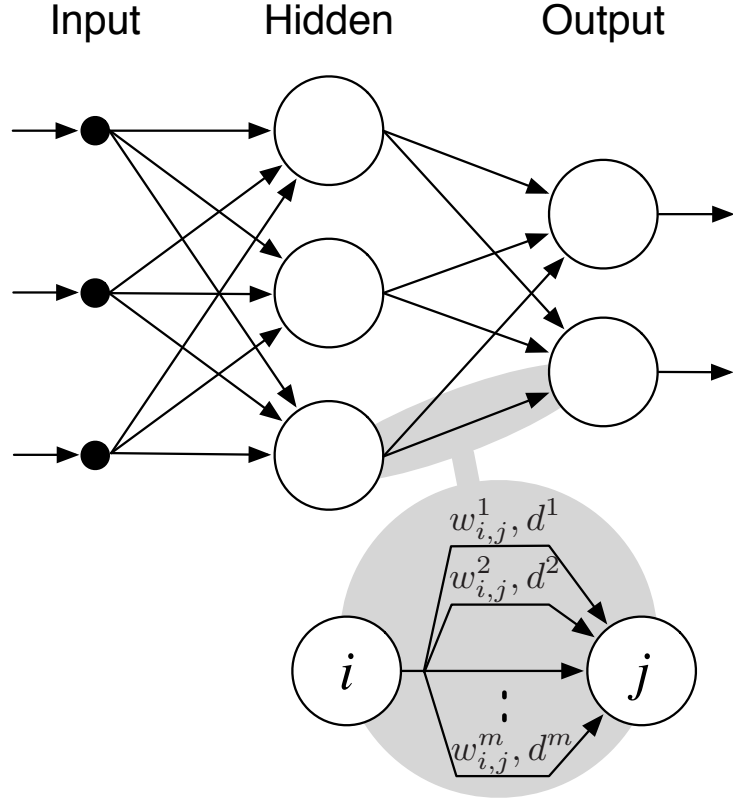 Input Hidden Output
w^1_{i,j}, d^1
w^2_{i,j}, d^2
i j
⋮
w^m_{i,j}, d^m